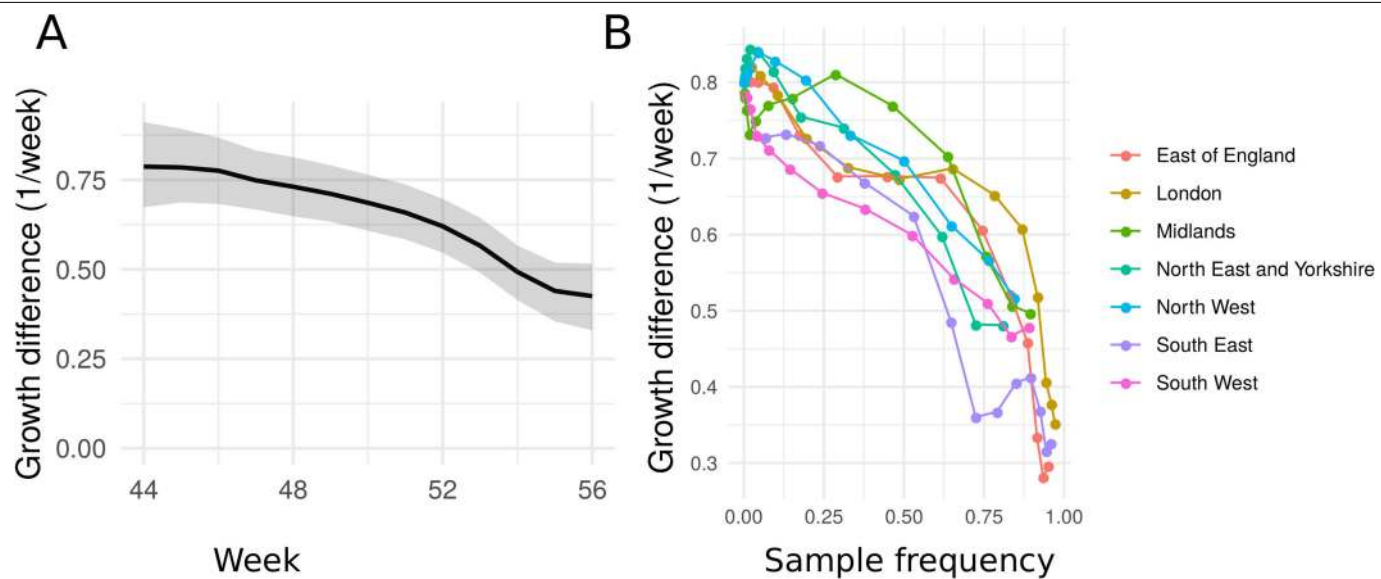 A
Growth difference (1/week)
0.75
0.50
0.25
0.00
44
48
52
56
Week
B
Growth difference (1/week)
0.8
0.7
0.6
0.5
0.4
0.3
0.00
0.25
0.50
0.75
1.00
Sample frequency
East of England
London
Midlands
North East and Yorkshire
North West
South East
South West